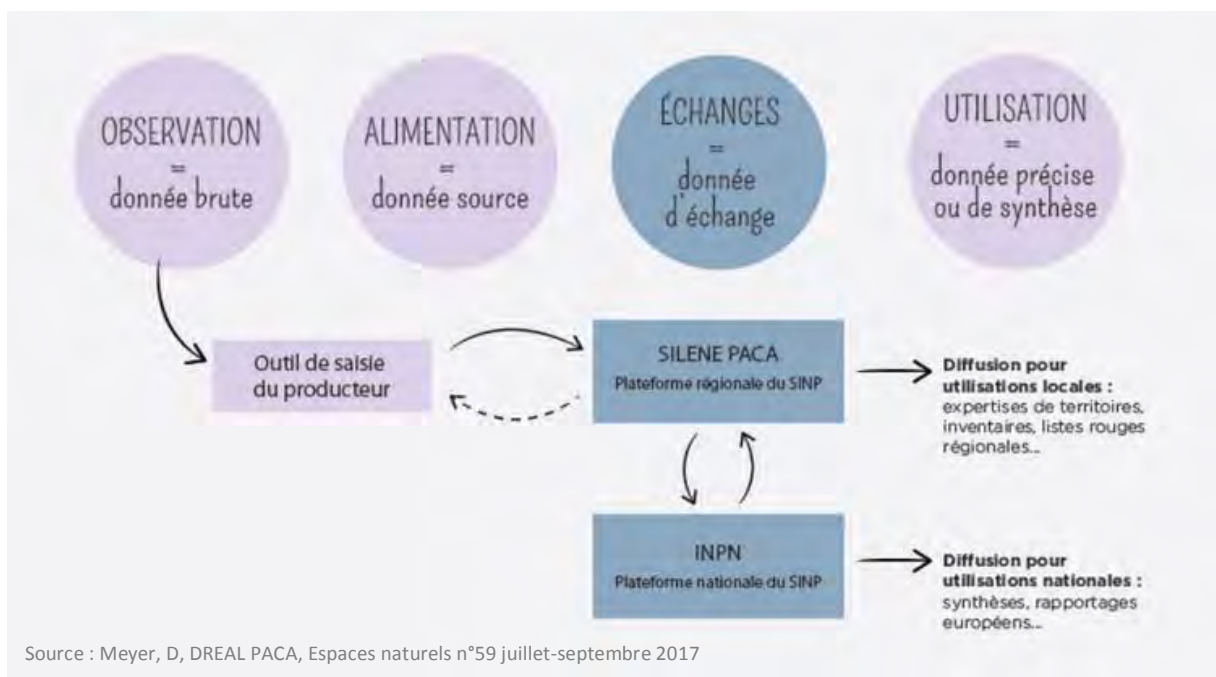 OBSERVATION
=
donnée brute
ALIMENTATION
=
donnée source
ÉCHANGES
=
donnée
d'échange
UTILISATION
=
donnée précise
ou de synthèse
Outil de saisie
du producteur
SILENE PACA
Plateforme régionale du SINP
Diffusion pour
utilisations locales :
expertises de territoires,
inventaires, listes rouges
régionales...
INPN
Plateforme nationale du SINP
Diffusion pour
utilisations nationales :
synthèses, rapportages
européens...
Source : Meyer, D, DREAL PACA, Espaces naturels n°59 juillet-septembre 2017